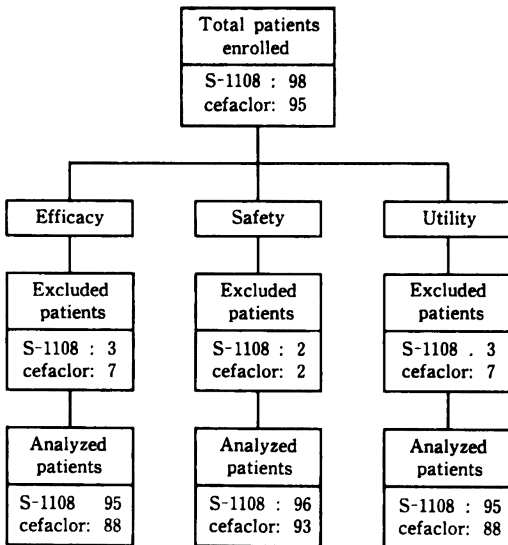 Total patients
enrolled
S-1108 : 98
cefaclor: 95
Efficacy
Safety
Utility
Excluded
patients
S-1108 : 3
cefaclor: 7
Excluded
patients
S-1108 : 2
cefaclor: 2
Excluded
patients
S-1108 . 3
cefaclor: 7
Analyzed
patients
S-1108 95
cefaclor: 88
Analyzed
patients
S-1108 : 96
cefaclor: 93
Analyzed
patients
S-1108 : 95
cefaclor: 88